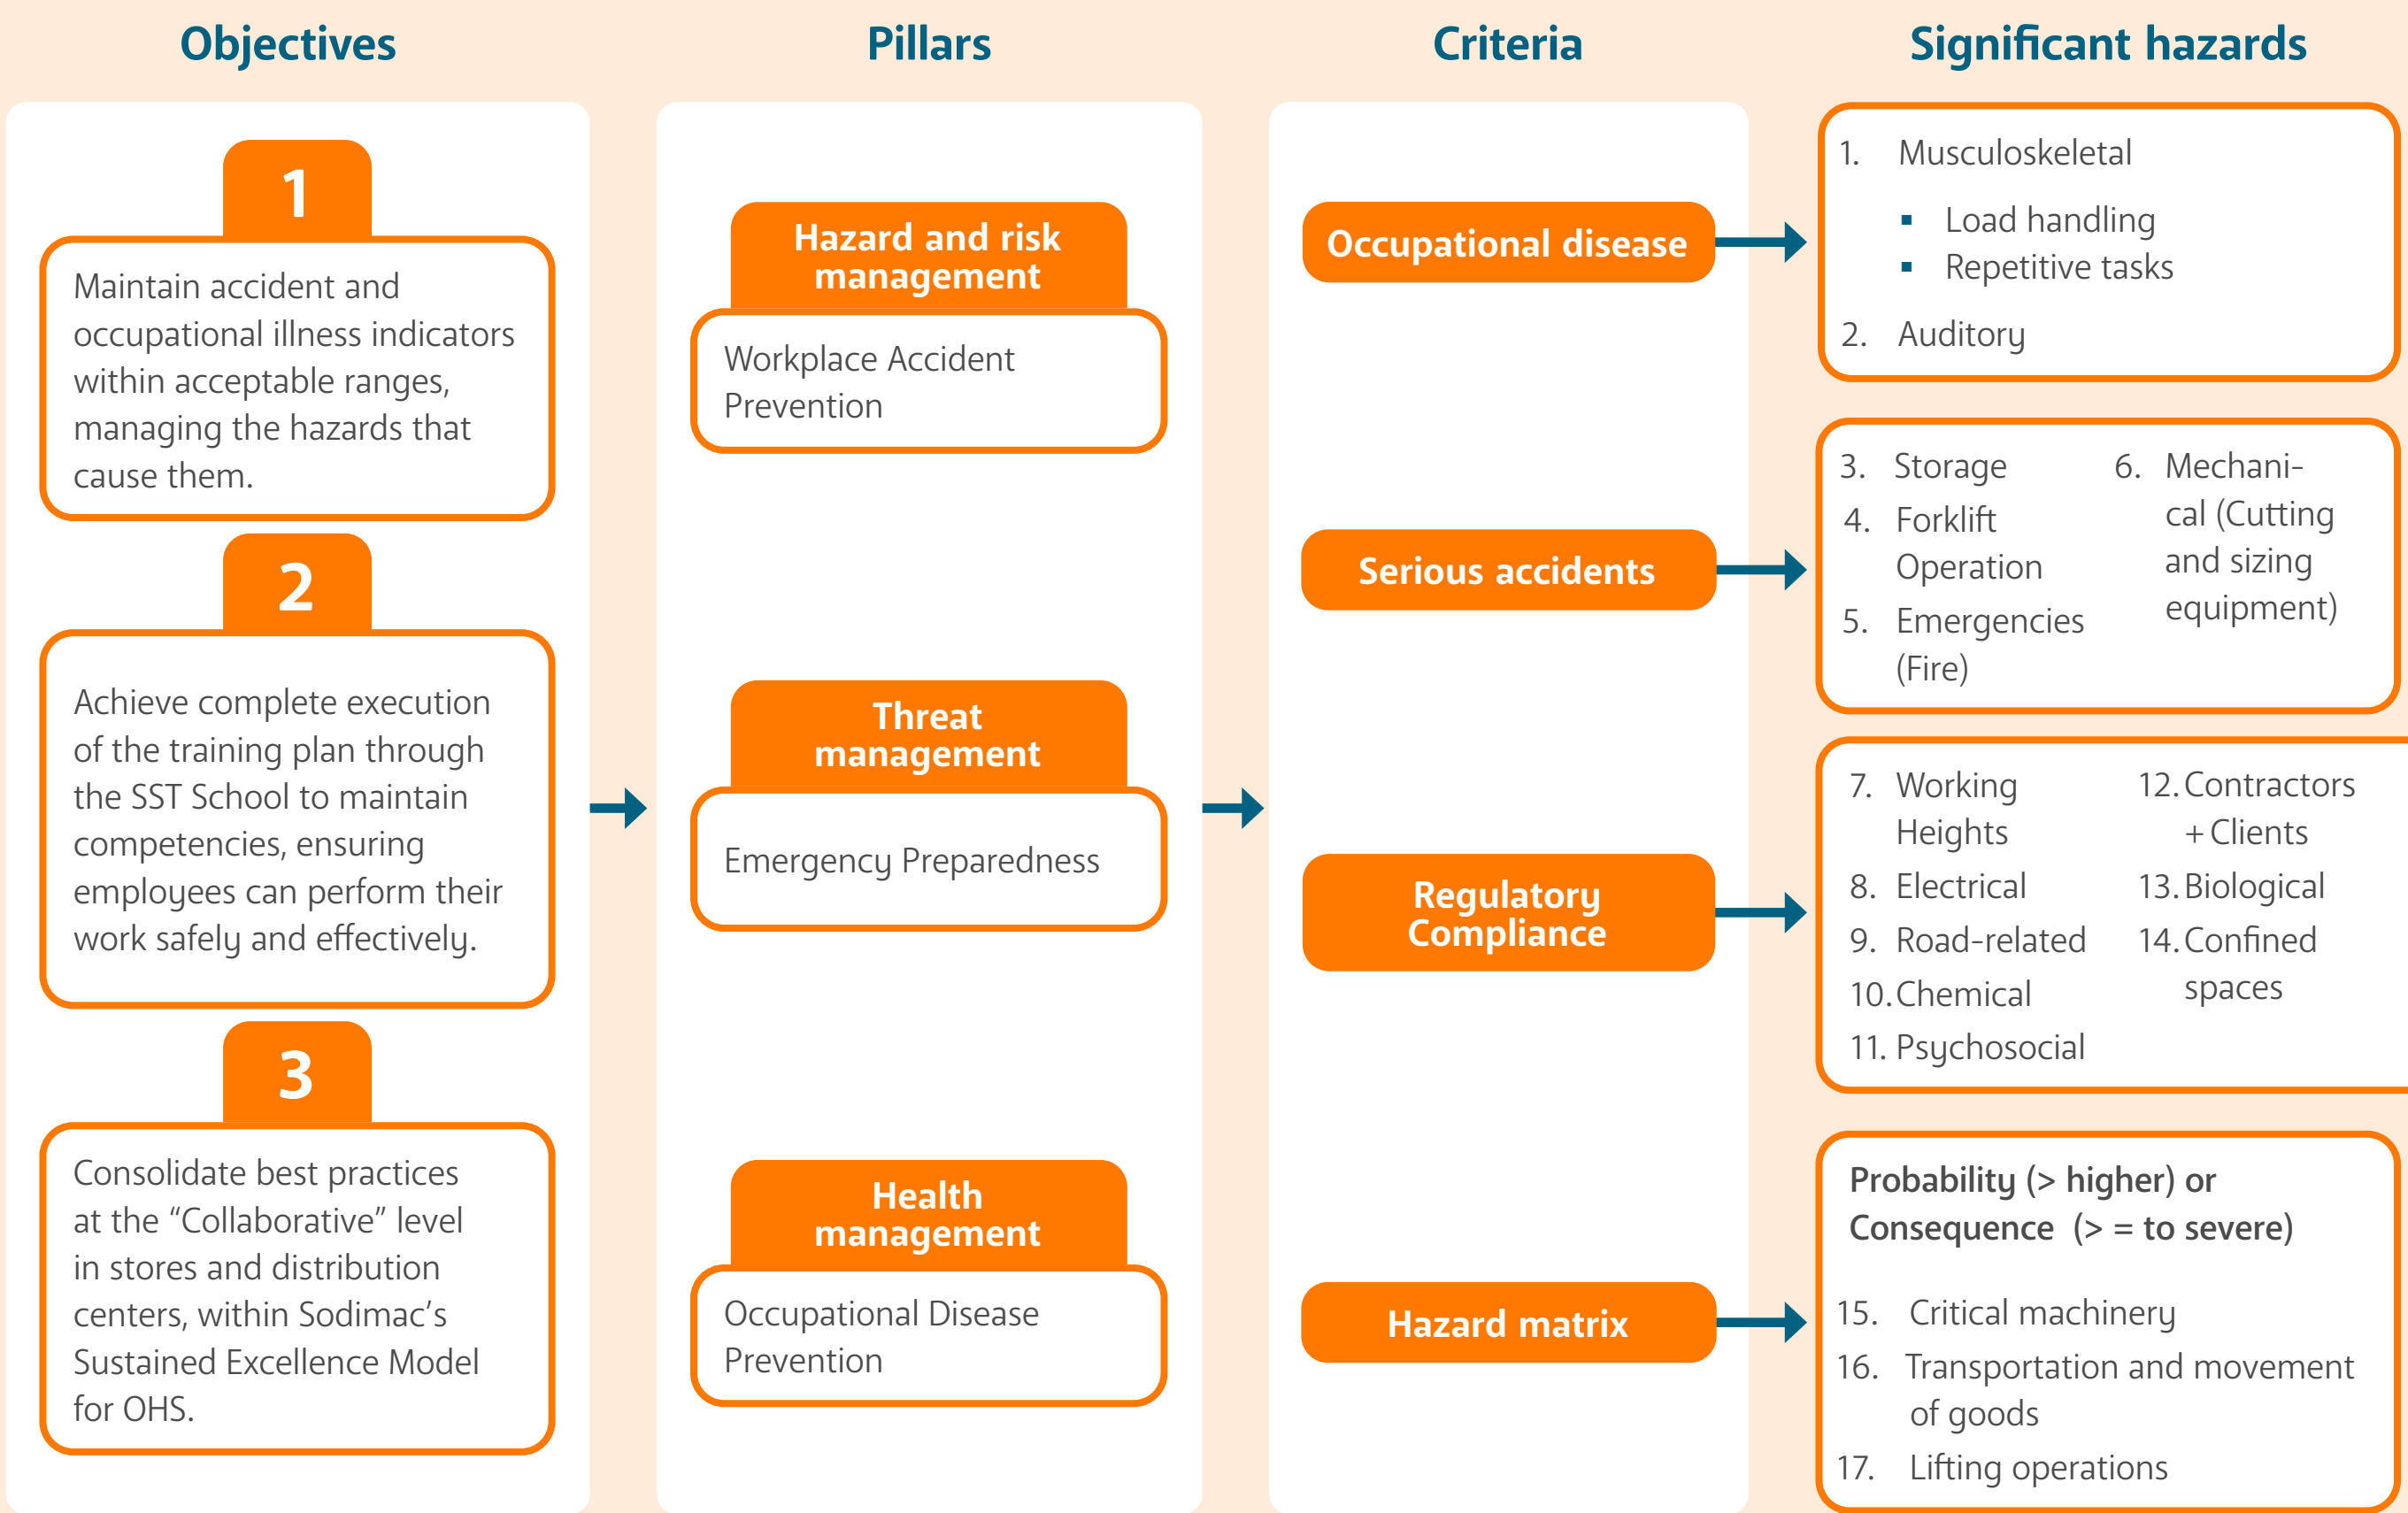 Objectives
1
Maintain accident and
occupational illness indicators
within acceptable ranges,
managing the hazards that
cause them.
2
Achieve complete execution
of the training plan through
the SST School to maintain
competencies, ensuring
employees can perform their
work safely and effectively.
3
Consolidate best practices
at the “Collaborative” level
in stores and distribution
centers, within Sodimac’s
Sustained Excellence Model
for OHS.
Pillars
Hazard and risk
management
Workplace Accident
Prevention
Threat
management
Emergency Preparedness
Health
management
Occupational Disease
Prevention
Criteria
Occupational disease
Serious accidents
Regulatory
Compliance
Hazard matrix
Significant hazards
1. Musculoskeletal
▪ Load handling
▪ Repetitive tasks
2. Auditory
3. Storage
4. Forklift
Operation
5. Emergencies
(Fire)
6. Mechani-
cal (Cutting
and sizing
equipment)
7. Working
Heights
8. Electrical
9. Road-related
10. Chemical
11. Psychosocial
12. Contractors
+ Clients
13. Biological
14. Confined
spaces
Probability (> higher) or
Consequence (> = to severe)
15. Critical machinery
16. Transportation and movement
of goods
17. Lifting operations